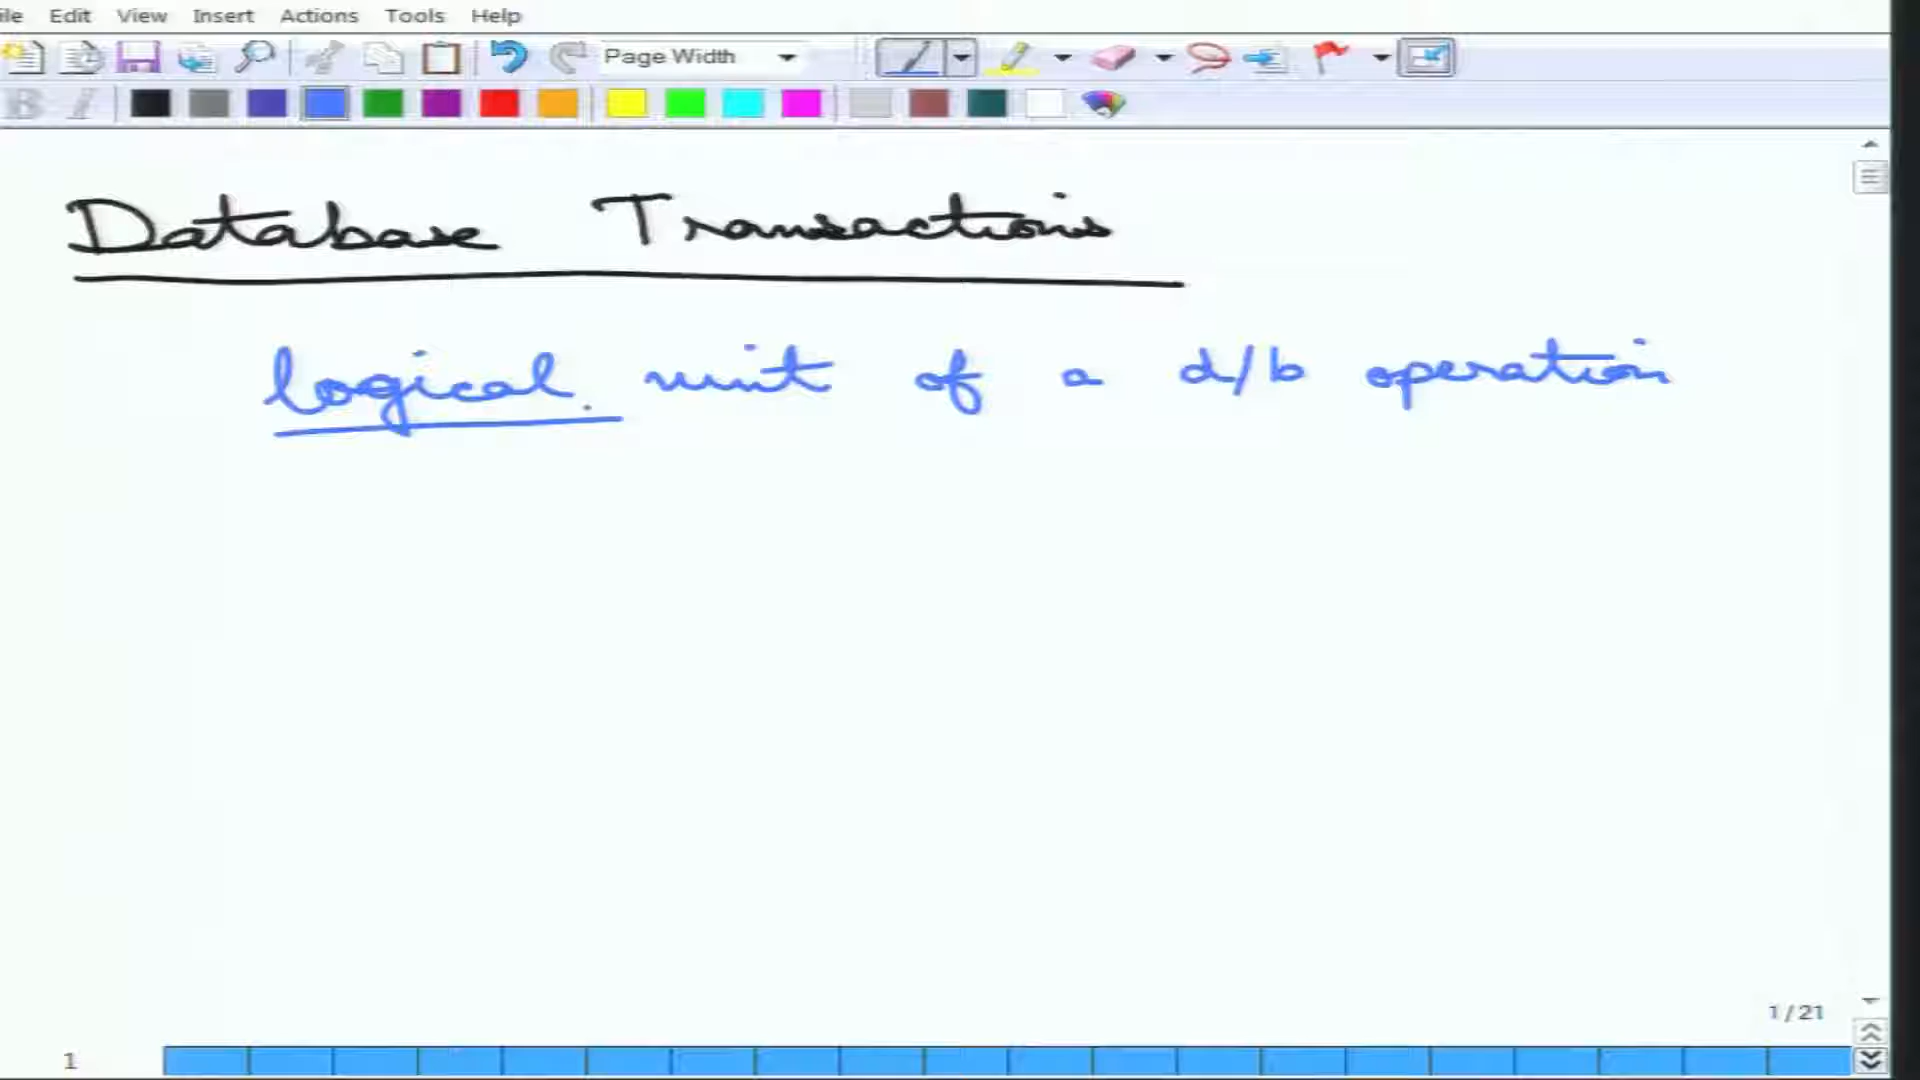 ile Edit View Insert Actions Tools Help
Page Width
B I
Database Transactions
logical unit of a d/b operation
1 / 21
1